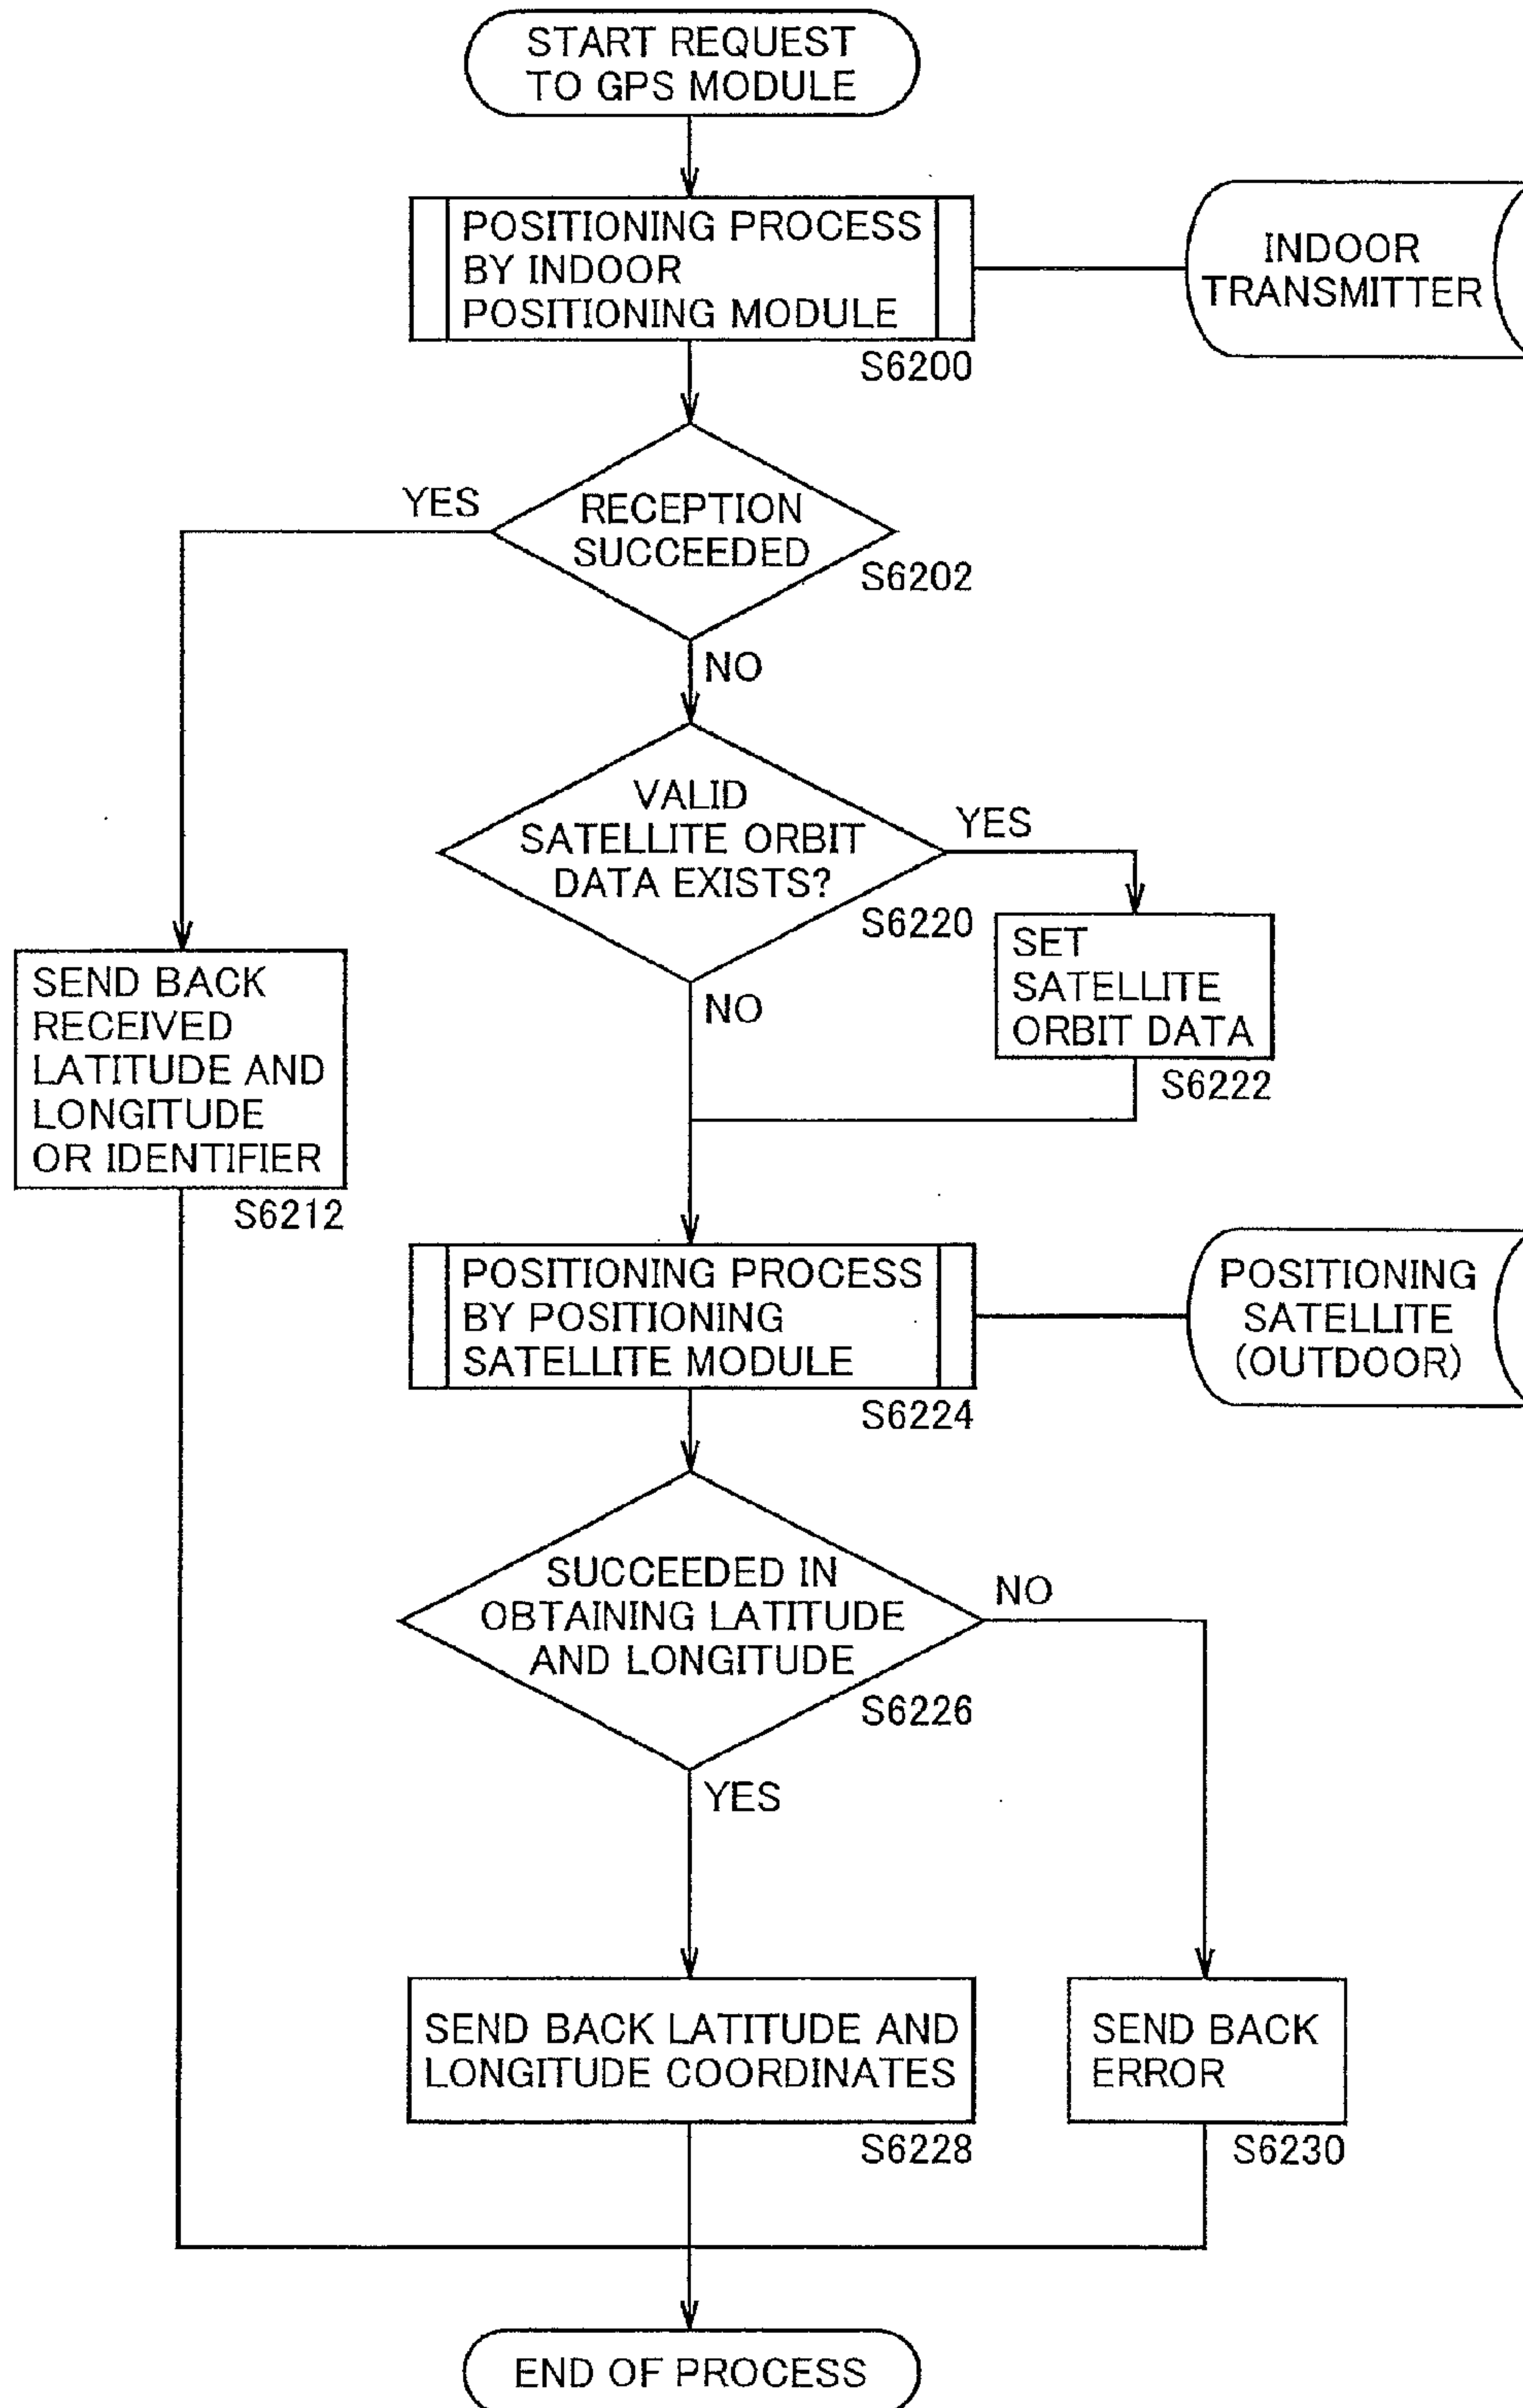 START REQUEST
TO GPS MODULE
POSITIONING PROCESS
BY INDOOR
POSITIONING MODULE
S6200
INDOOR
TRANSMITTER
YES
RECEPTION
SUCCEEDED
S6202
NO
VALID
SATELLITE ORBIT
DATA EXISTS?
S6220
YES
SET
SATELLITE
ORBIT DATA
S6222
NO
SEND BACK
RECEIVED
LATITUDE AND
LONGITUDE
OR IDENTIFIER
S6212
POSITIONING PROCESS
BY POSITIONING
SATELLITE MODULE
S6224
POSITIONING
SATELLITE
(OUTDOOR)
SUCCEEDED IN
OBTAINING LATITUDE
AND LONGITUDE
S6226
NO
YES
SEND BACK LATITUDE AND
LONGITUDE COORDINATES
S6228
SEND BACK
ERROR
S6230
END OF PROCESS